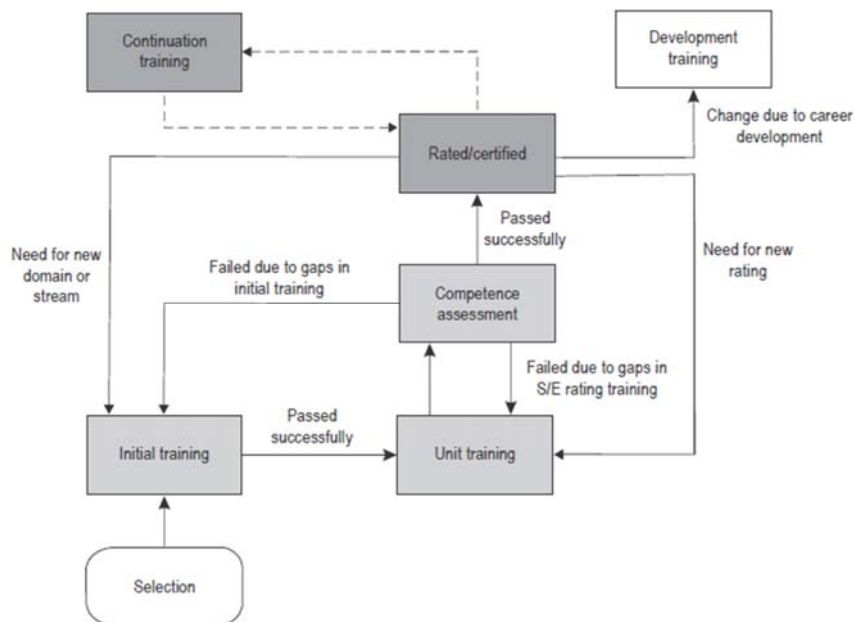 Continuation
training
Development
training
Change due to career
development
Rated/certified
Passed
successfully
Need for new
domain or
stream
Failed due to gaps in
initial training
Need for new
rating
Competence
assessment
Failed due to gaps in
S/E rating training
Passed
successfully
Initial training
Unit training
Selection